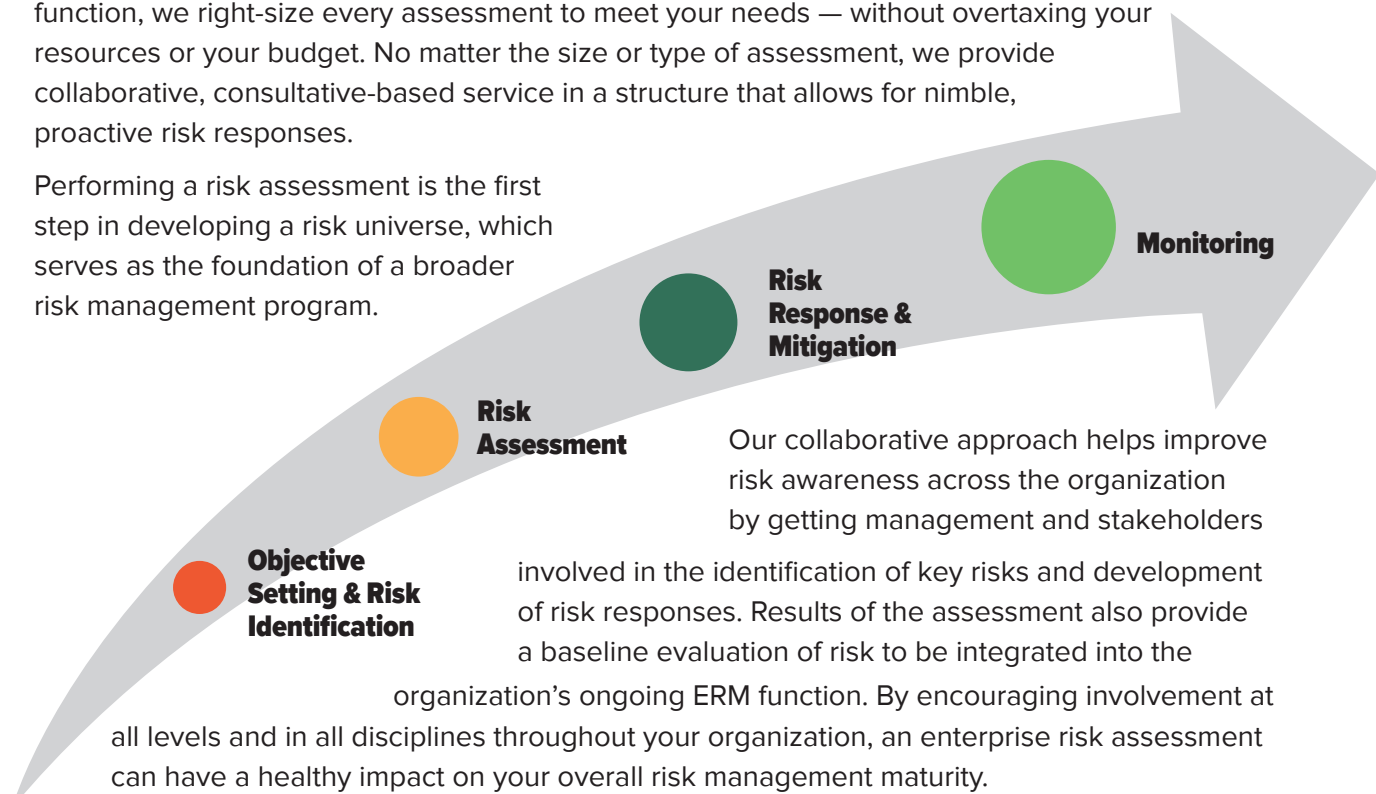 function, we right-size every assessment to meet your needs — without overtaxing your
resources or your budget. No matter the size or type of assessment, we provide
collaborative, consultative-based service in a structure that allows for nimble,
proactive risk responses.
Performing a risk assessment is the first
step in developing a risk universe, which
serves as the foundation of a broader
risk management program.
Monitoring
Risk
Response &
Mitigation
Risk
Assessment
Objective
Setting & Risk
Identification
Our collaborative approach helps improve
risk awareness across the organization
by getting management and stakeholders
involved in the identification of key risks and development
of risk responses. Results of the assessment also provide
a baseline evaluation of risk to be integrated into the
organization’s ongoing ERM function. By encouraging involvement at
all levels and in all disciplines throughout your organization, an enterprise risk assessment
can have a healthy impact on your overall risk management maturity.